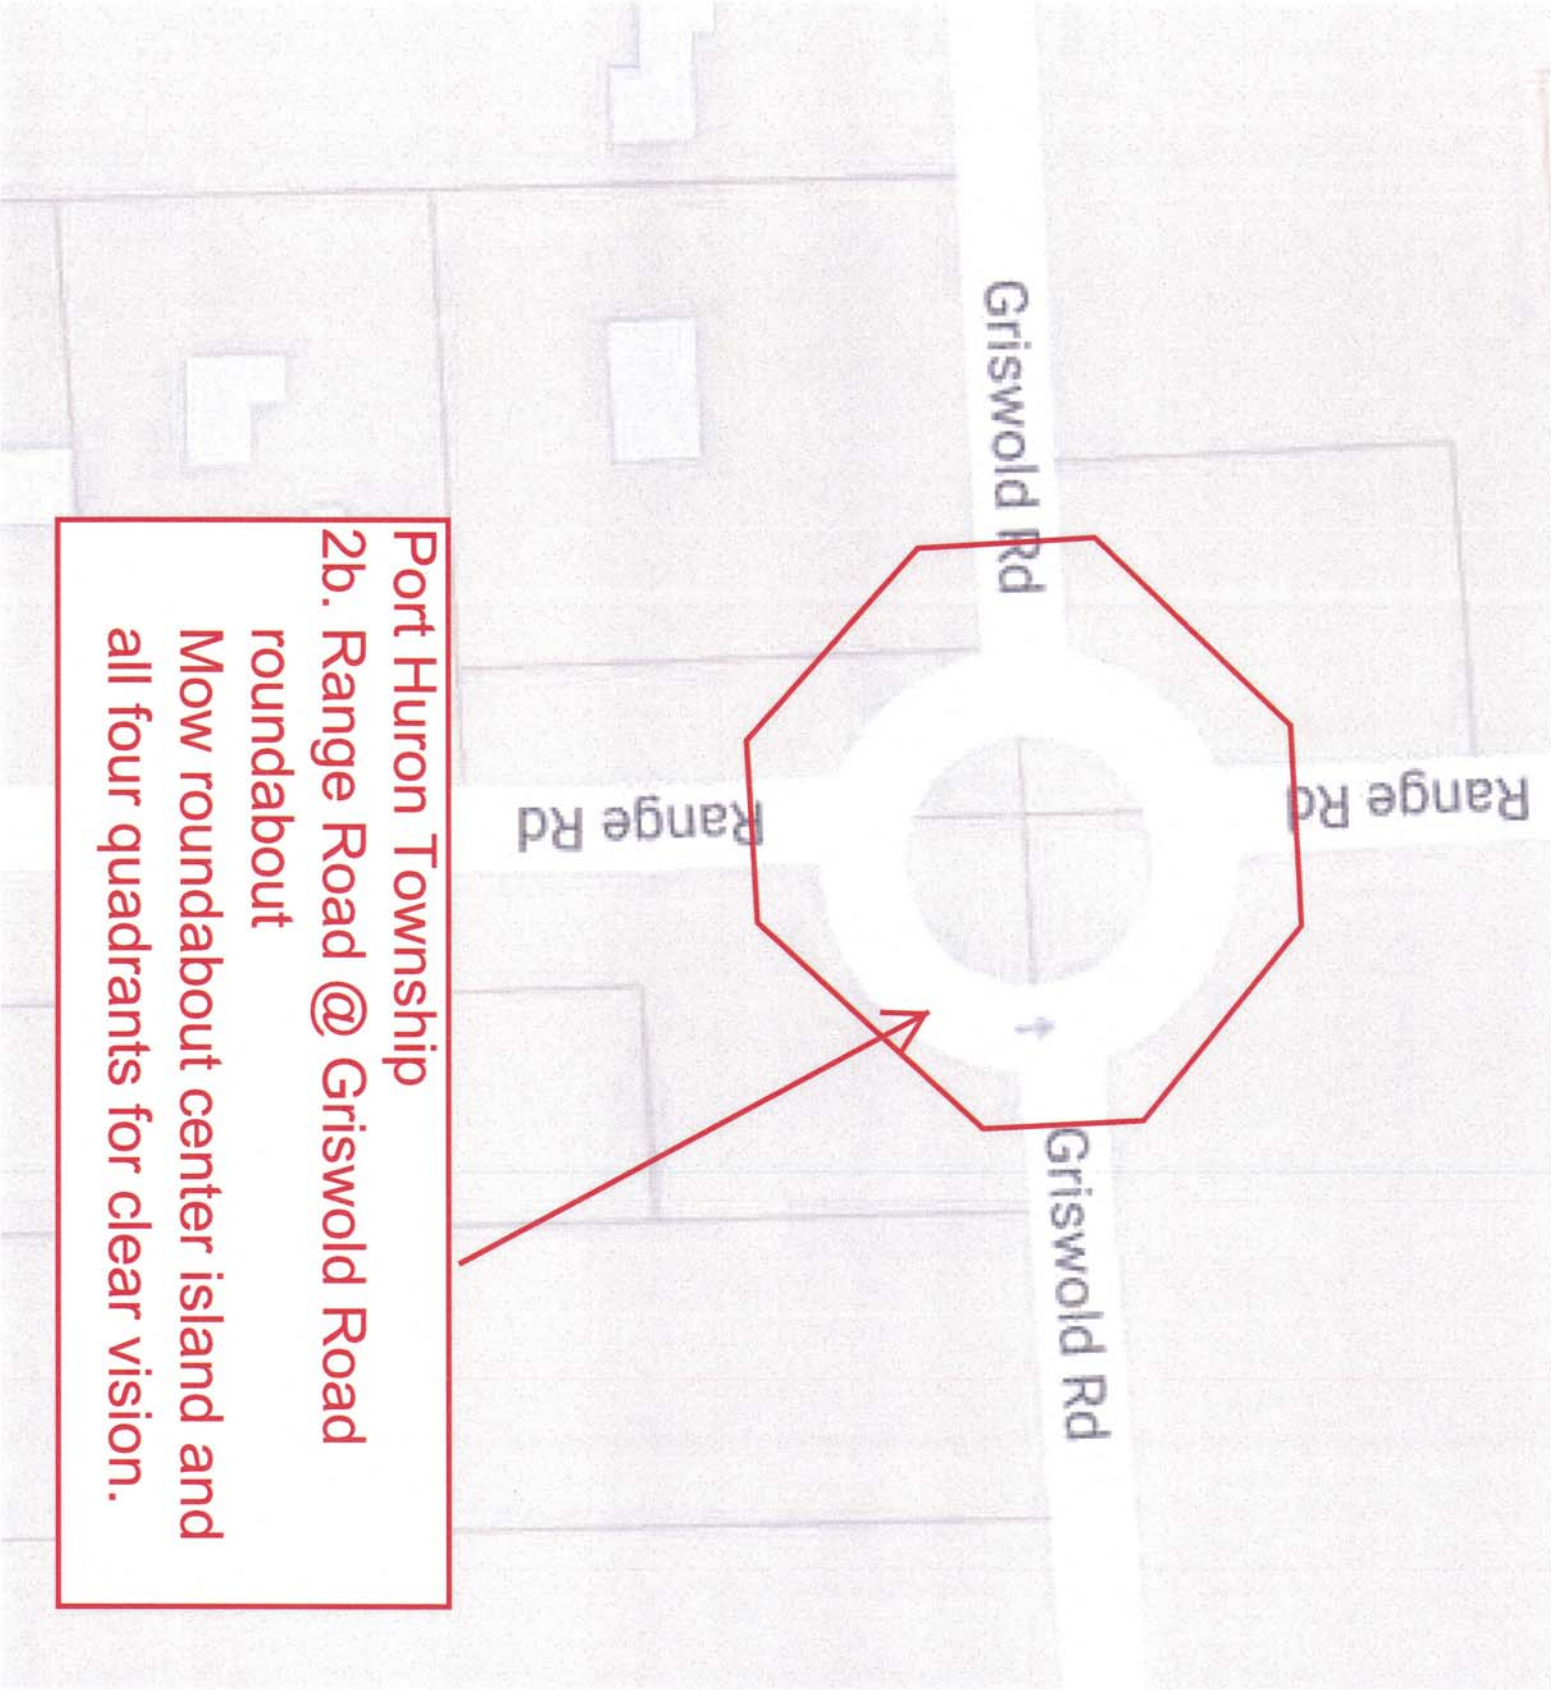 Griswold Rd
Range Rd
Range Rd
Griswold Rd
Port Huron Township
2b. Range Road @ Griswold Road
roundabout
Mow roundabout center island and
all four quadrants for clear vision.